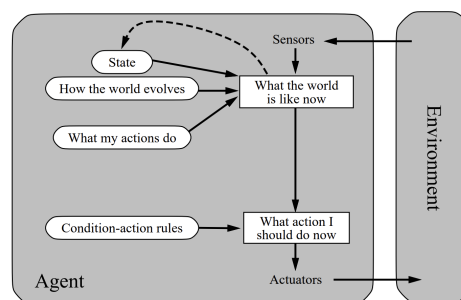 Sensors
State
How the world evolves
What my actions do
What the world
is like now
Condition-action rules
What action I
should do now
Agent
Actuators
Environment